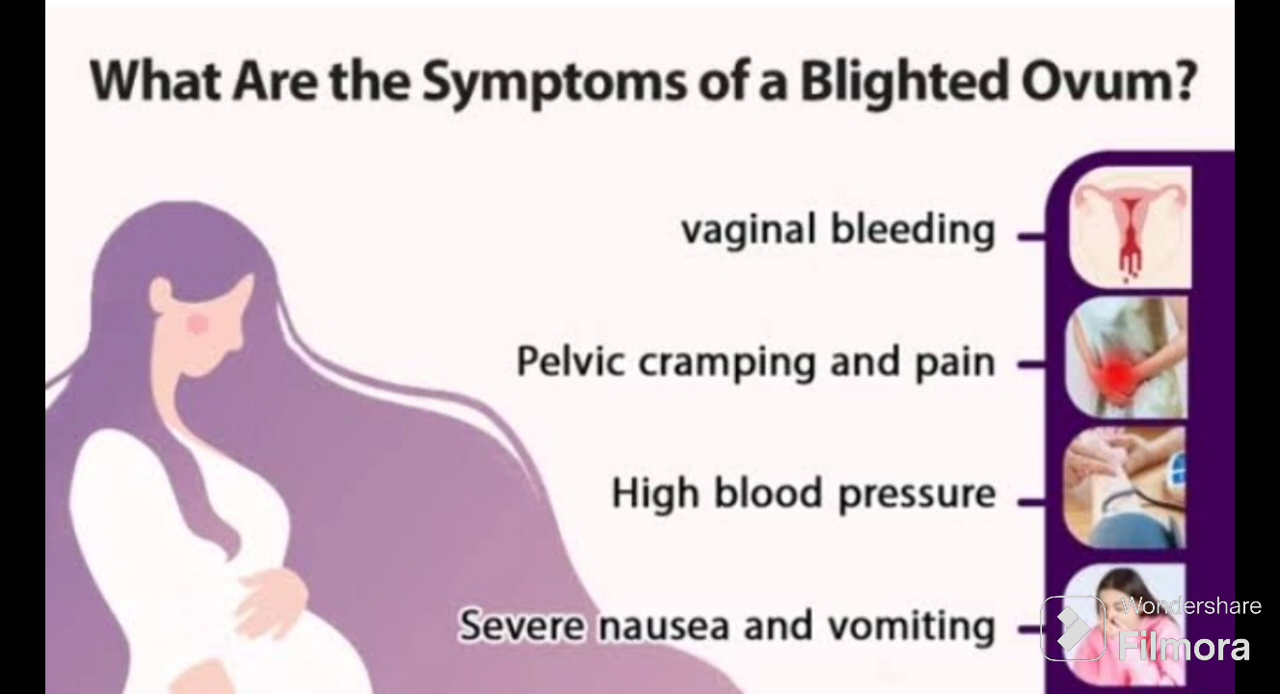 What Are the Symptoms of a Blighted Ovum?
vaginal bleeding
Pelvic cramping and pain
High blood pressure
Severe nausea and vomiting
Wondershare
Filmora